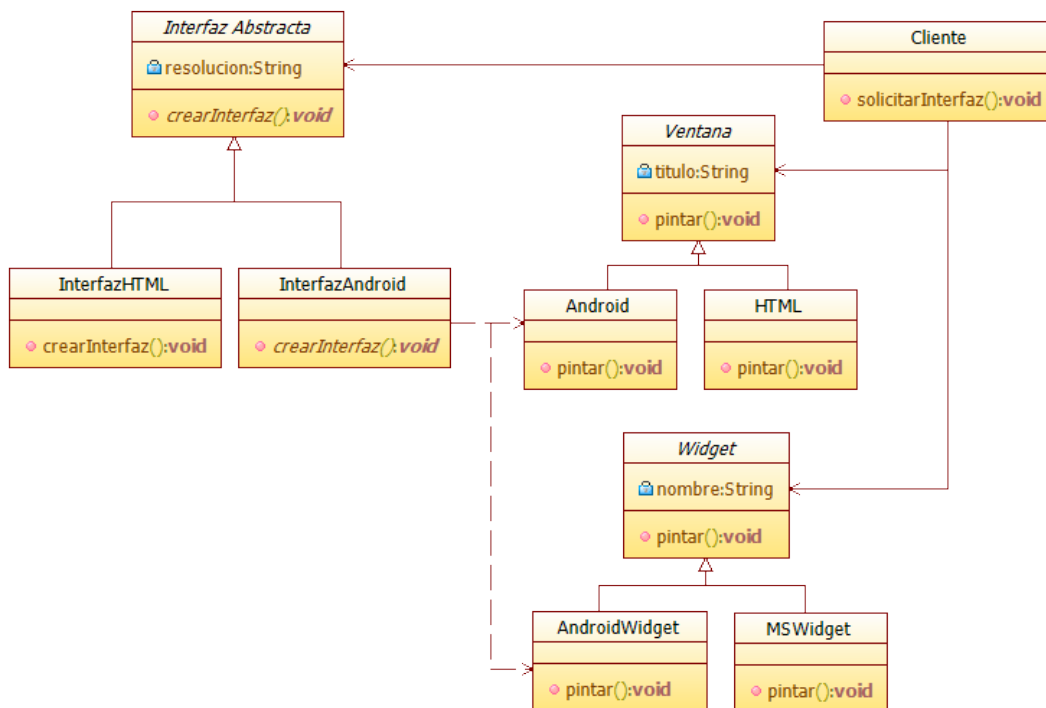 Interfaz Abstracta
resolucion:String
crearInterfaz():void
Cliente
solicitarInterfaz():void
Ventana
titulo:String
pintar():void
InterfazHTML
crearInterfaz():void
InterfazAndroid
crearInterfaz():void
Android
pintar():void
HTML
pintar():void
Widget
nombre:String
pintar():void
AndroidWidget
pintar():void
MSWidget
pintar():void